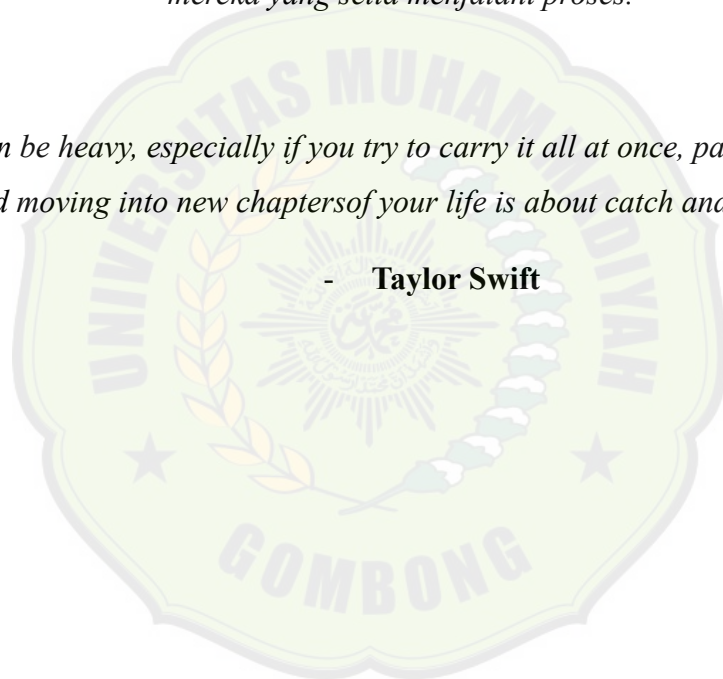 mereka yang setia menjalani proses.
n be heavy, especially if you try to carry it all at once, pa
d moving into new chaptersof your life is about catch and
- Taylor Swift
UNIVERSITAS MUHAMMADIYAH
GOMBONG